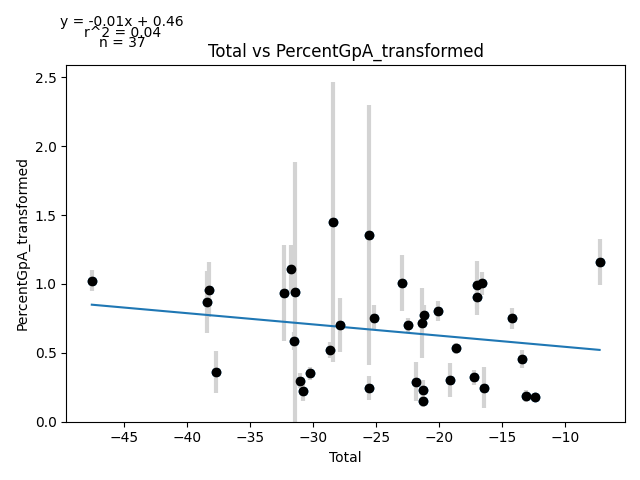 y = -0.01x + 0.46
r^2 = 0.04
n = 37
Total vs PercentGpA_transformed
PercentGpA_transformed
2.5
2.0
1.5
1.0
0.5
0.0
−45 −40 −35 −30 −25 −20 −15 −10
Total